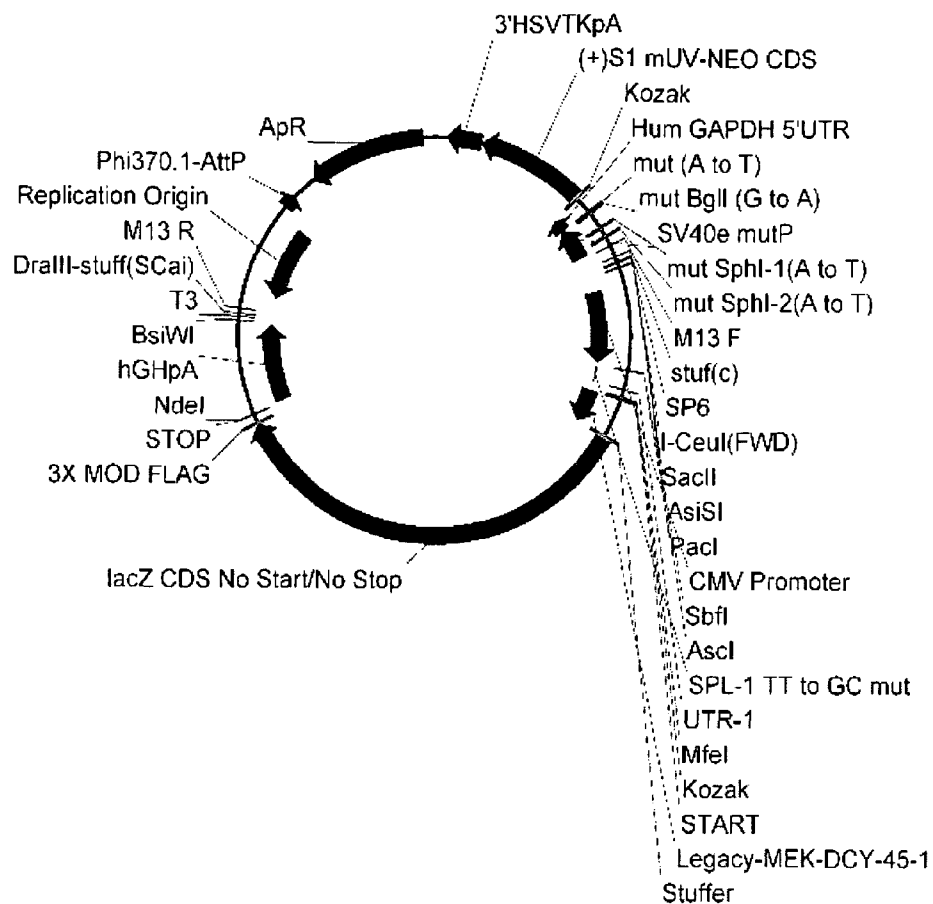 3'HSVTKpA
(+)S1 mUV-NEO CDS
Kozak
Hum GAPDH 5'UTR
mut (A to T)
mut BglI (G to A)
SV40e mutP
mut SphI-1(A to T)
mut SphI-2(A to T)
M13 F
stuf(c)
SP6
I-CeuI(FWD)
SacII
AsiSI
PacI
CMV Promoter
SbfI
AscI
SPL-1 TT to GC mut
UTR-1
MfeI
Kozak
START
Legacy-MEK-DCY-45-1
Stuffer
ApR
Phi370.1-AttP
Replication Origin
M13 R
DraIII-stuff(SCai)
T3
BsiWI
hGHpA
NdeI
STOP
3X MOD FLAG
lacZ CDS No Start/No Stop